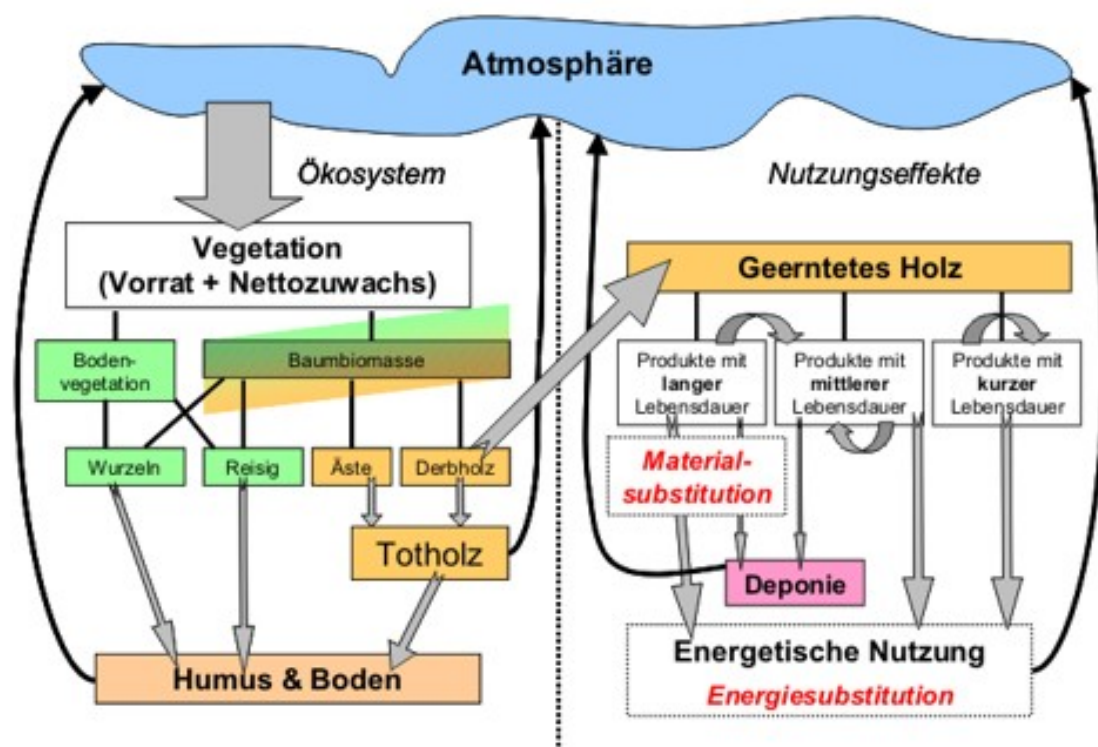 Atmosphäre
Ökosystem
Nutzungseffekte
Vegetation
(Vorrat + Nettozuwachs)
Geerntetes Holz
Boden-
vegetation
Baumbiomasse
Produkte mit
langer
Lebensdauer
Produkte mit
mittlerer
Lebensdauer
Produkte mit
kurzer
Lebensdauer
Wurzeln
Reisig
Äste
Derbholz
Material-
substitution
Totholz
Deponie
Humus & Boden
Energetische Nutzung
Energiesubstitution